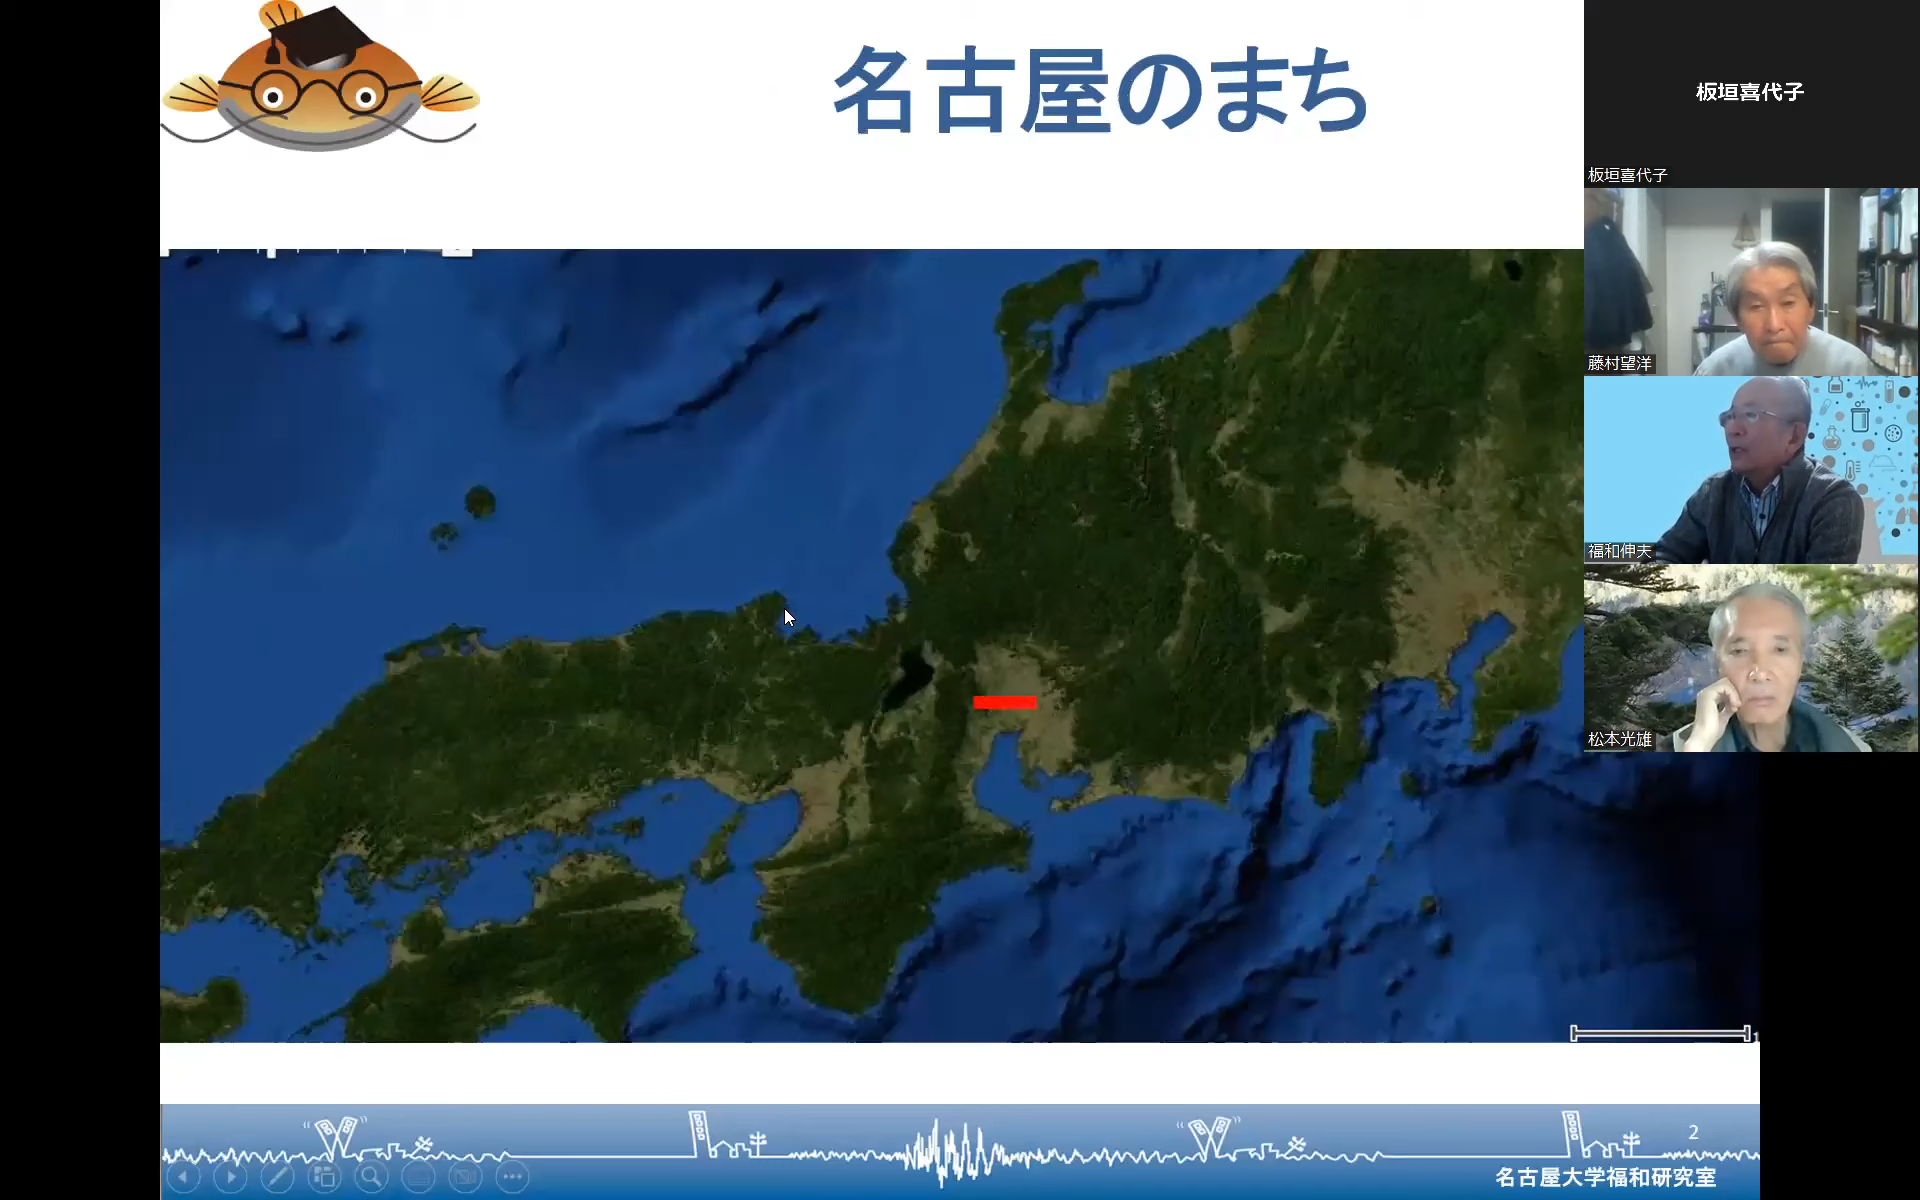 名古屋のまち
板垣喜代子
板垣喜代子
藤村望洋
福和伸夫
松本光雄
2
名古屋大学福和研究室